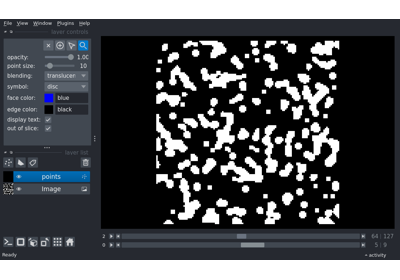 File View Window Plugins Help
layer controls
opacity: 1.00
point size: 10
blending: translucen
symbol: disc
face color: blue
edge color: black
display text:
out of slice:
layer list
points
Image
2 64 127
0 5 9
Ready activity